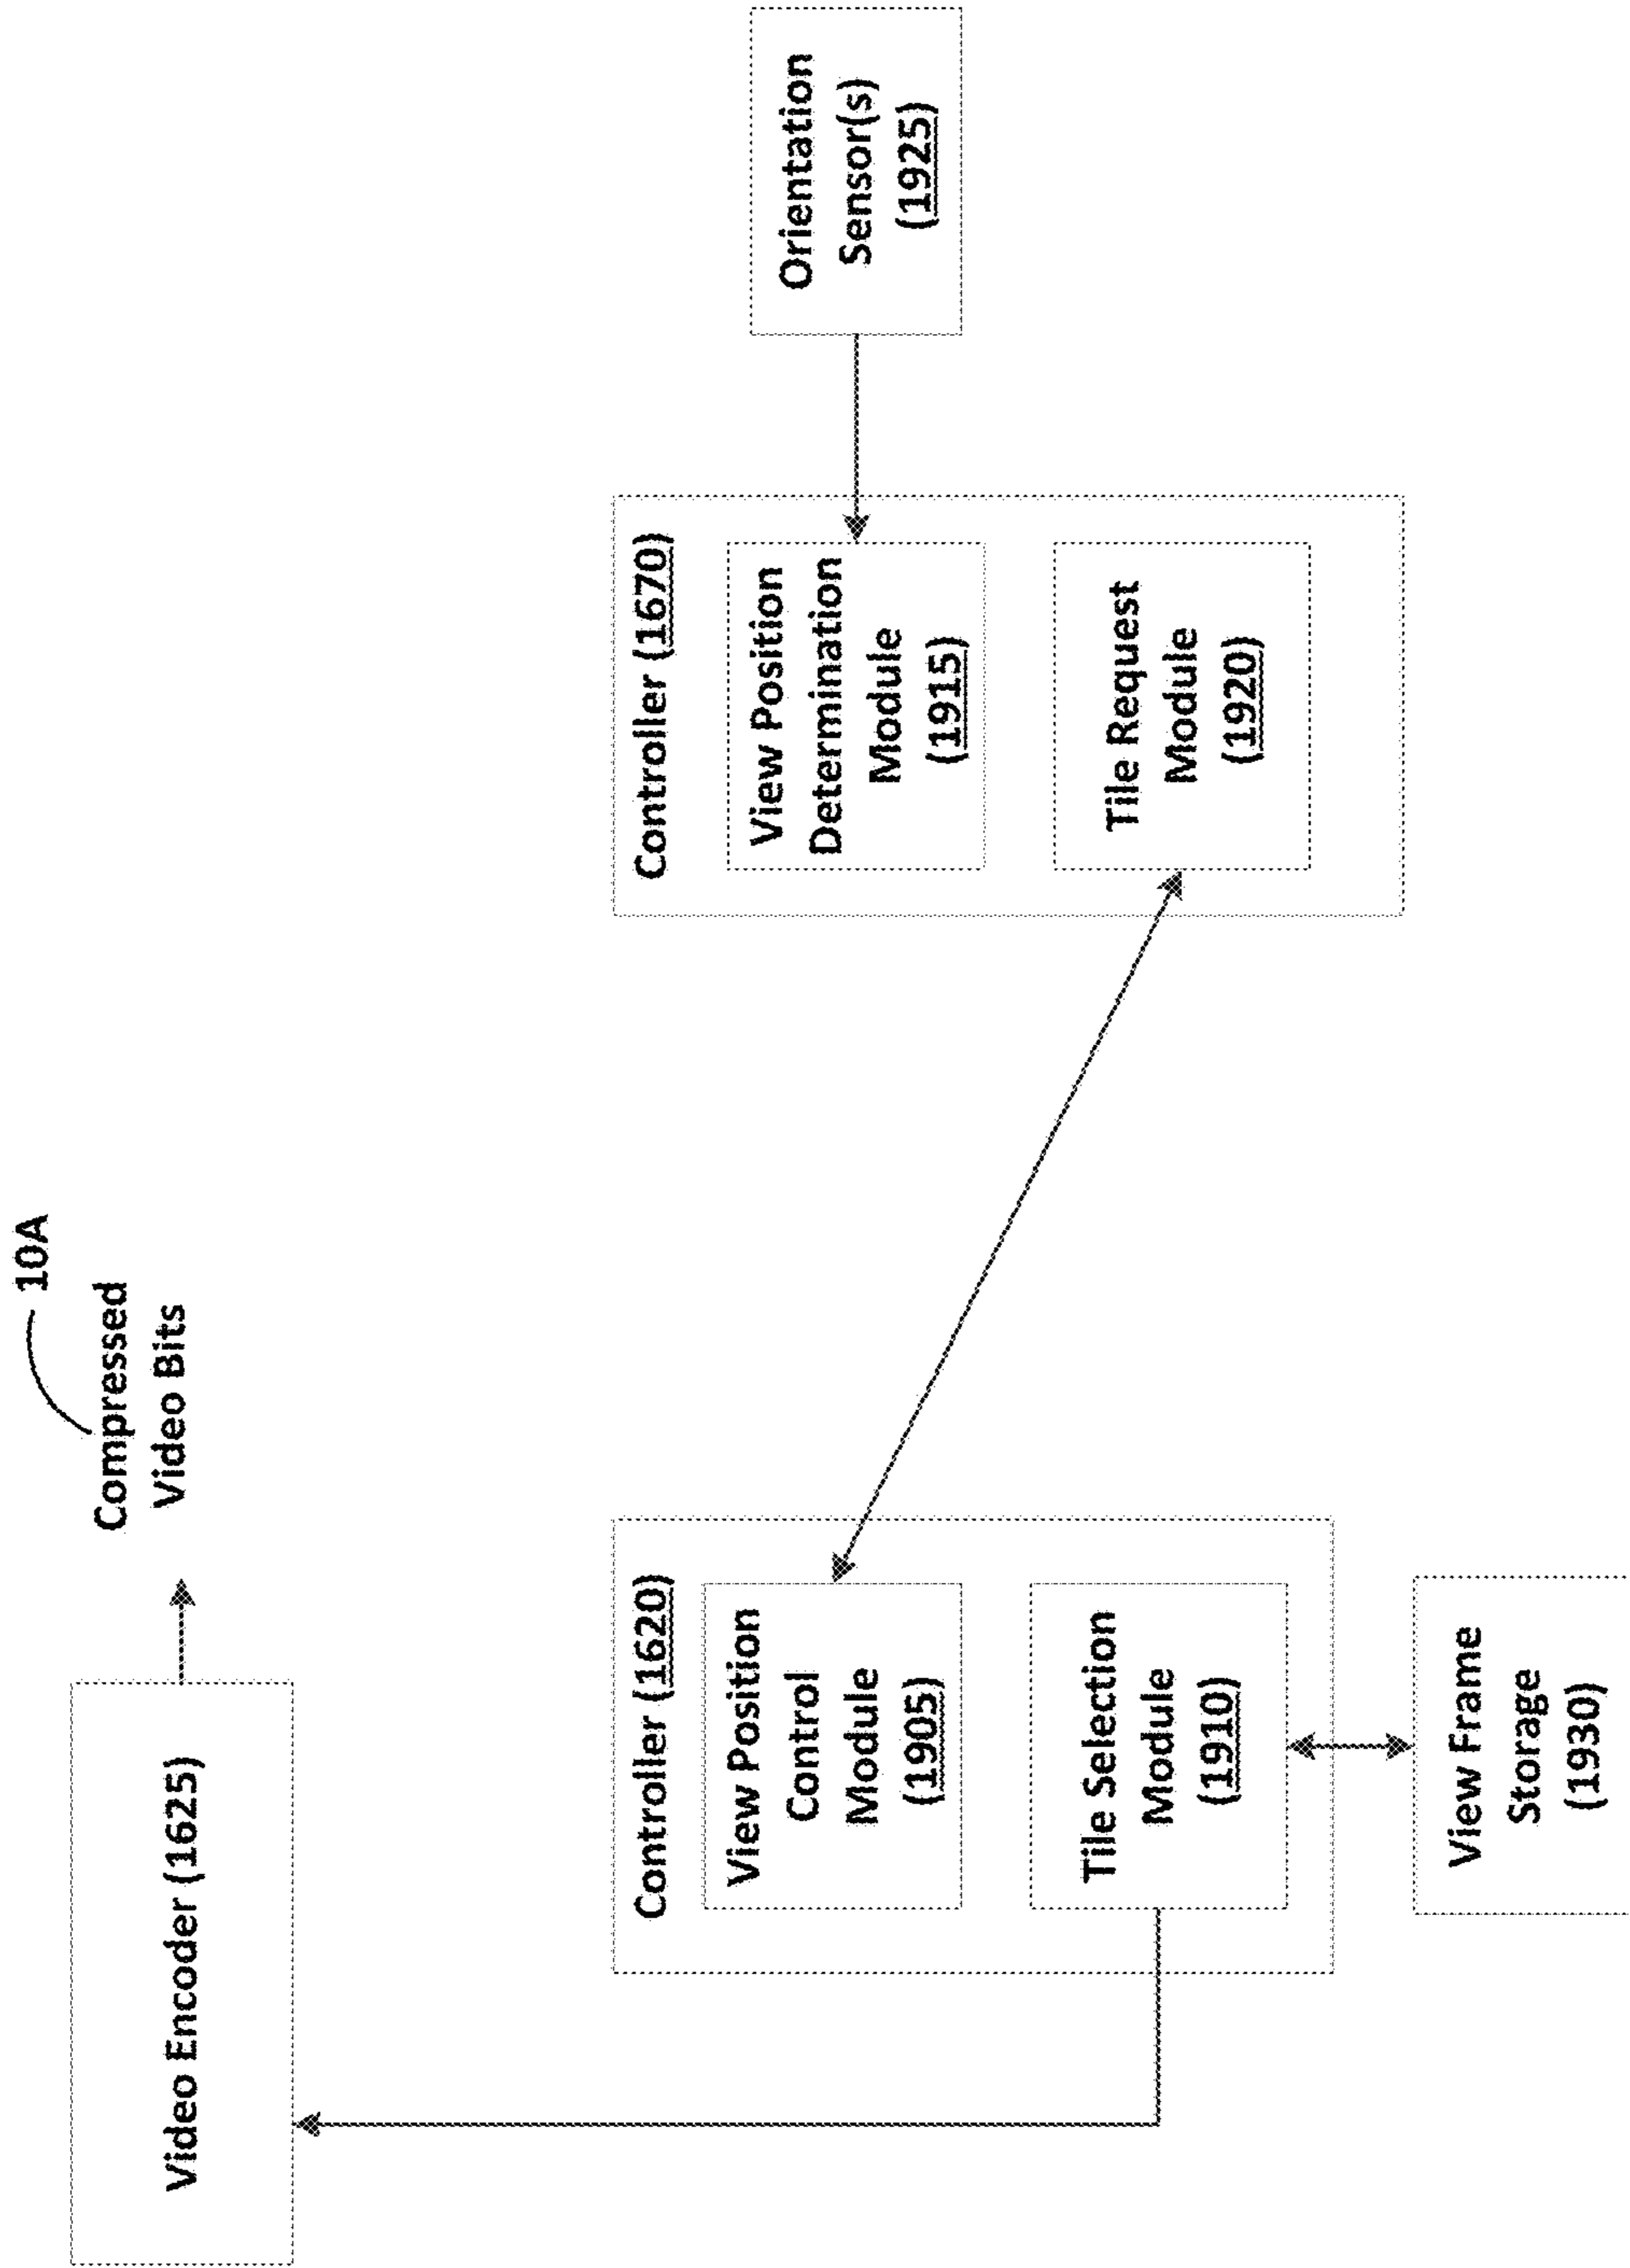 10A
Compressed
Video Bits
Video Encoder (1625)
Controller (1620)
View Position
Control
Module
(1905)
Tile Selection
Module
(1910)
View Frame
Storage
(1930)
Controller (1670)
View Position
Determination
Module
(1915)
Tile Request
Module
(1920)
Orientation
Sensor(s)
(1925)